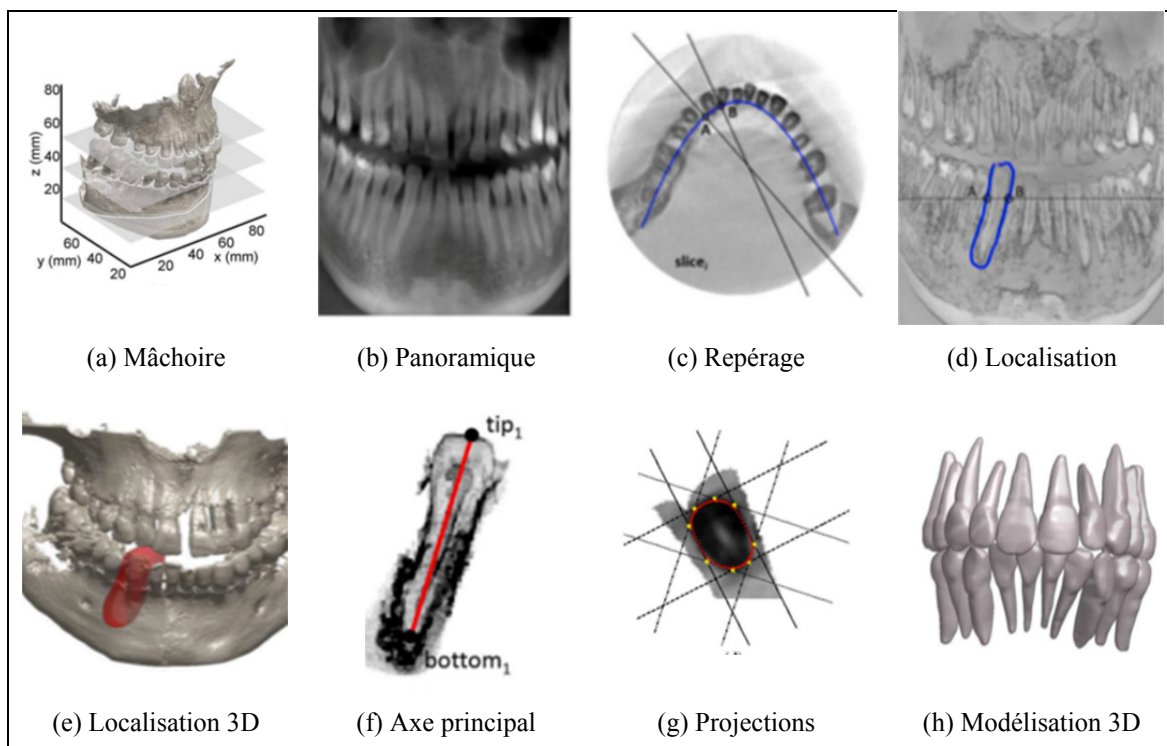 80
60
40
20
z (mm)
60
40
20
y (mm)
20
40
60
80
x (mm)
A
B
slice
A
B
(a) Mâchoire
(b) Panoramique
(c) Repérage
(d) Localisation
tip1
bottom1
(e) Localisation 3D
(f) Axe principal
(g) Projections
(h) Modélisation 3D